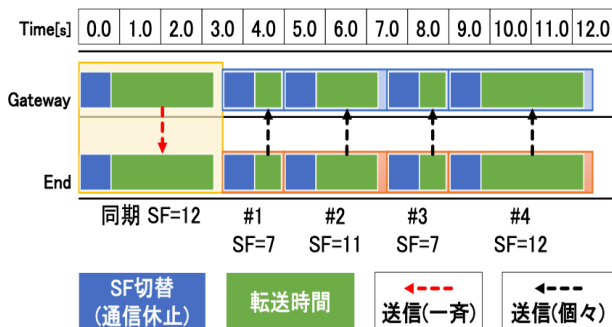 Time[s] 0.0 1.0 2.0 3.0 4.0 5.0 6.0 7.0 8.0 9.0 10.0 11.0 12.0
Gateway
End
同期 SF=12 #1 #2 #3 #4
SF=7 SF=11 SF=7 SF=12
SF切替 転送時間
(通信休止) 送信(一斉) 送信(個々)